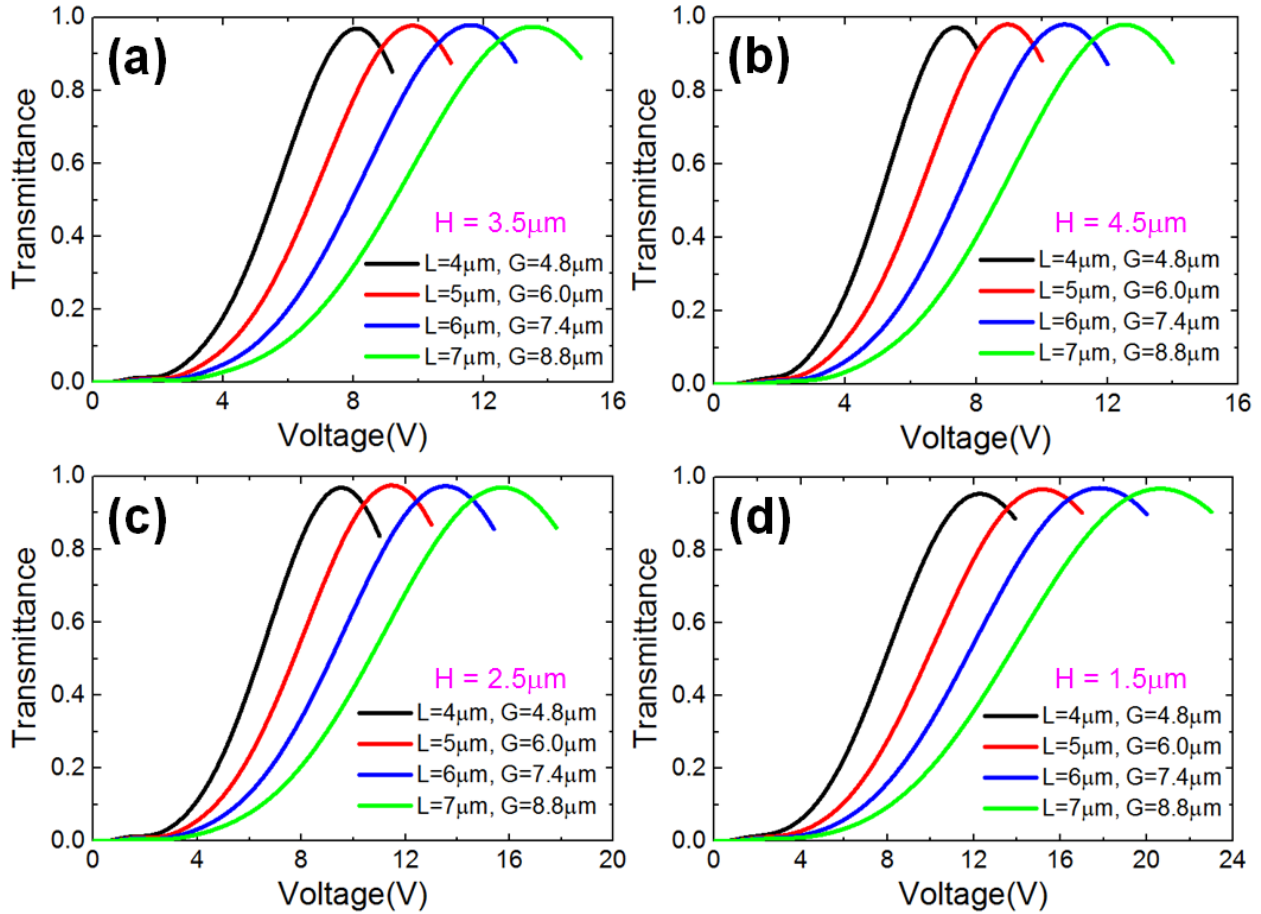 (a)
Transmittance
1.0
0.8
0.6
0.4
0.2
0.0
H = 3.5μm
L=4μm, G=4.8μm
L=5μm, G=6.0μm
L=6μm, G=7.4μm
L=7μm, G=8.8μm
0 4 8 12 16
Voltage(V)
(b)
Transmittance
1.0
0.8
0.6
0.4
0.2
0.0
H = 4.5μm
L=4μm, G=4.8μm
L=5μm, G=6.0μm
L=6μm, G=7.4μm
L=7μm, G=8.8μm
0 4 8 12 16
Voltage(V)
(c)
Transmittance
1.0
0.8
0.6
0.4
0.2
0.0
H = 2.5μm
L=4μm, G=4.8μm
L=5μm, G=6.0μm
L=6μm, G=7.4μm
L=7μm, G=8.8μm
0 4 8 12 16 20
Voltage(V)
(d)
Transmittance
1.0
0.8
0.6
0.4
0.2
0.0
H = 1.5μm
L=4μm, G=4.8μm
L=5μm, G=6.0μm
L=6μm, G=7.4μm
L=7μm, G=8.8μm
0 4 8 12 16 20 24
Voltage(V)